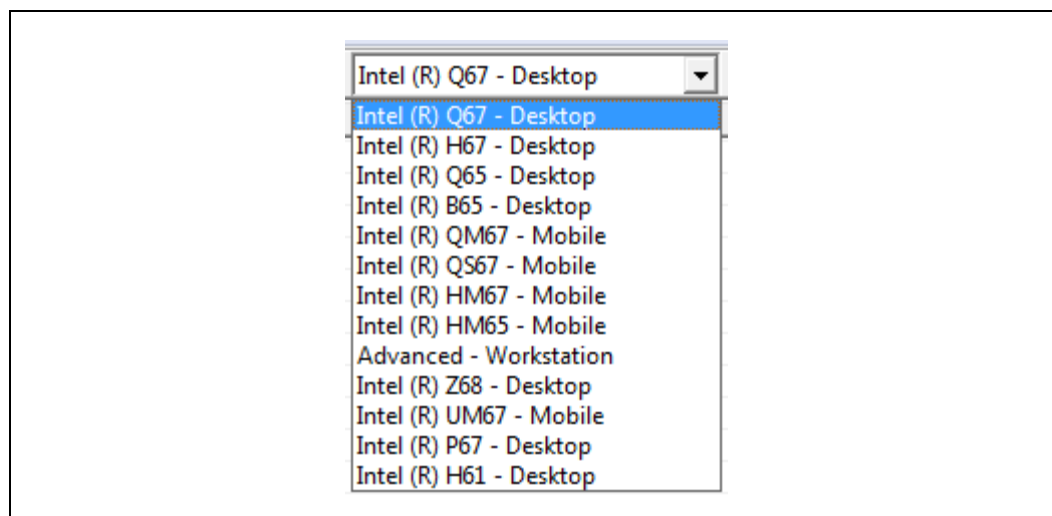 Intel (R) Q67 - Desktop
Intel (R) Q67 - Desktop
Intel (R) H67 - Desktop
Intel (R) Q65 - Desktop
Intel (R) B65 - Desktop
Intel (R) QM67 - Mobile
Intel (R) QS67 - Mobile
Intel (R) HM67 - Mobile
Intel (R) HM65 - Mobile
Advanced - Workstation
Intel (R) Z68 - Desktop
Intel (R) UM67 - Mobile
Intel (R) P67 - Desktop
Intel (R) H61 - Desktop